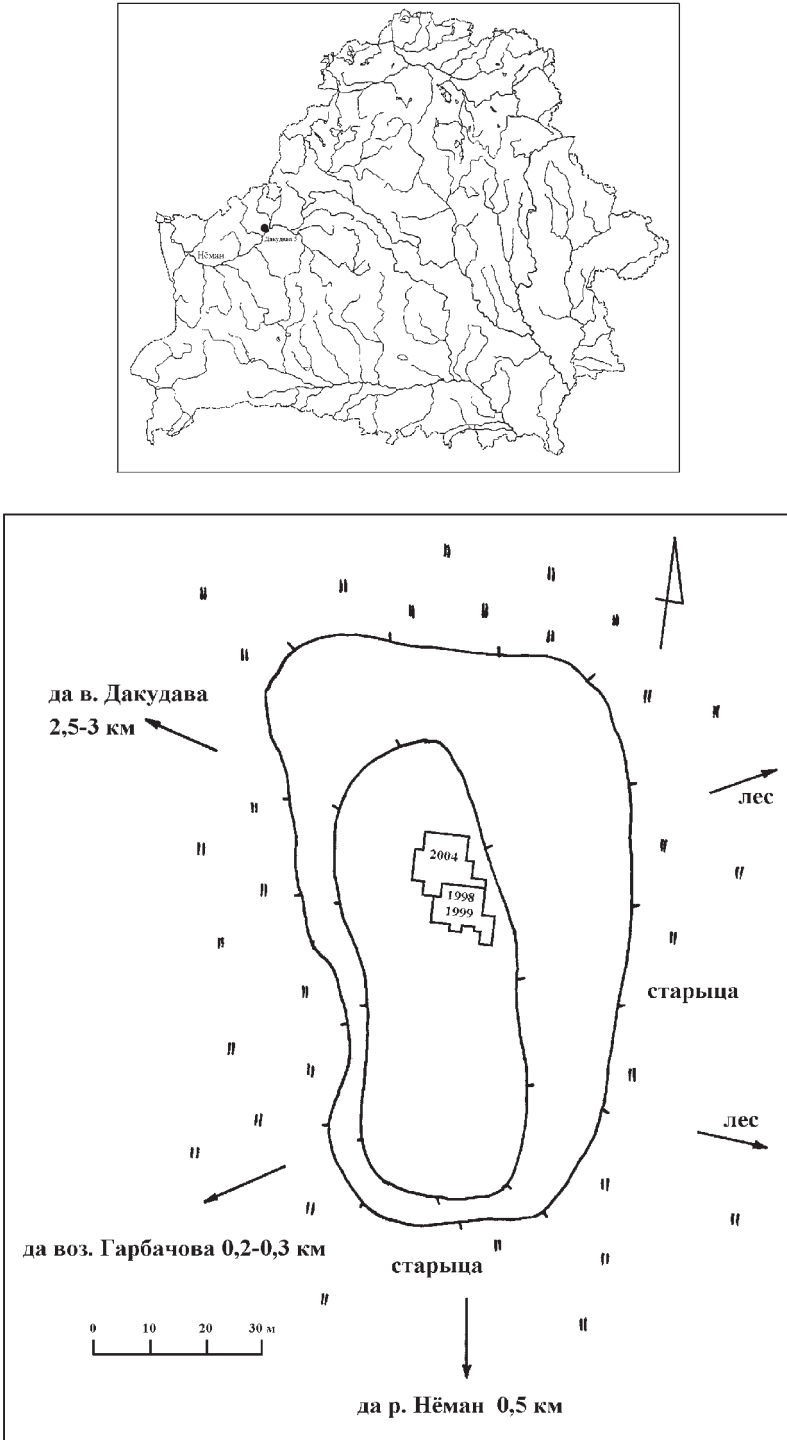 Нёман
Дакудава 5
да в. Дакудава
2,5-3 км
лес
2004
1998
1999
старыца
лес
да воз. Гарбачова 0,2-0,3 км
старыца
0 10 20 30 м
да р. Нёман 0,5 км